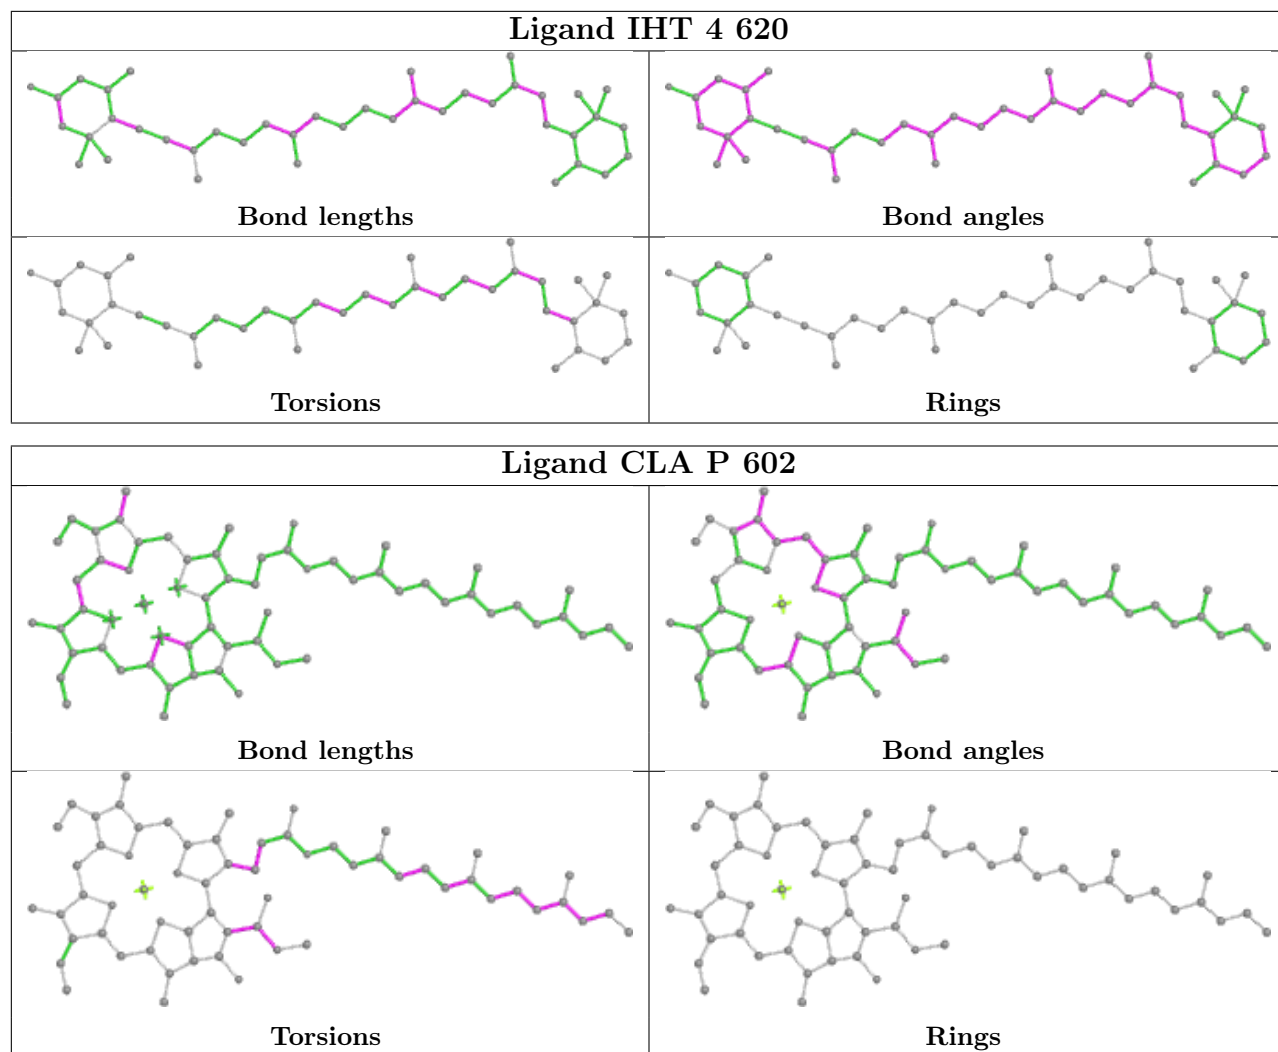 Ligand IHT 4 620
Bond lengths
Bond angles
Torsions
Rings
Ligand CLA P 602
Bond lengths
Bond angles
Torsions
Rings